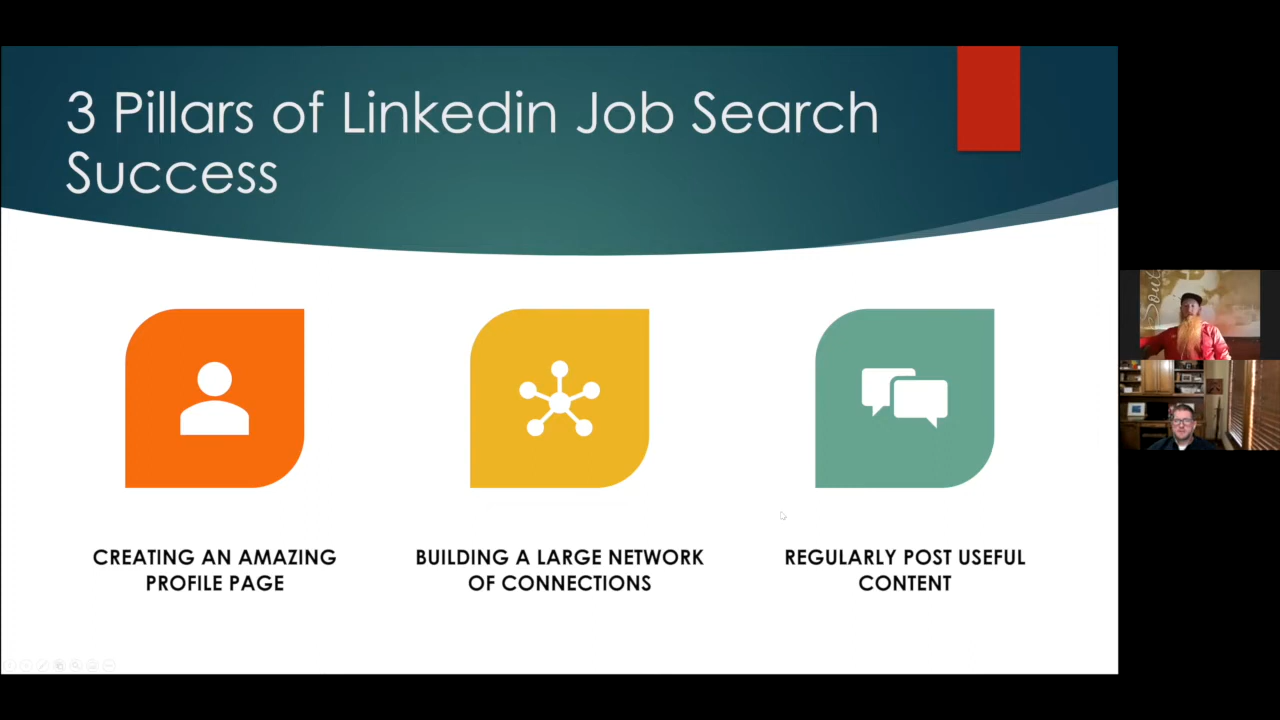 3 Pillars of Linkedin Job Search
Success
CREATING AN AMAZING
PROFILE PAGE
BUILDING A LARGE NETWORK
OF CONNECTIONS
REGULARLY POST USEFUL
CONTENT